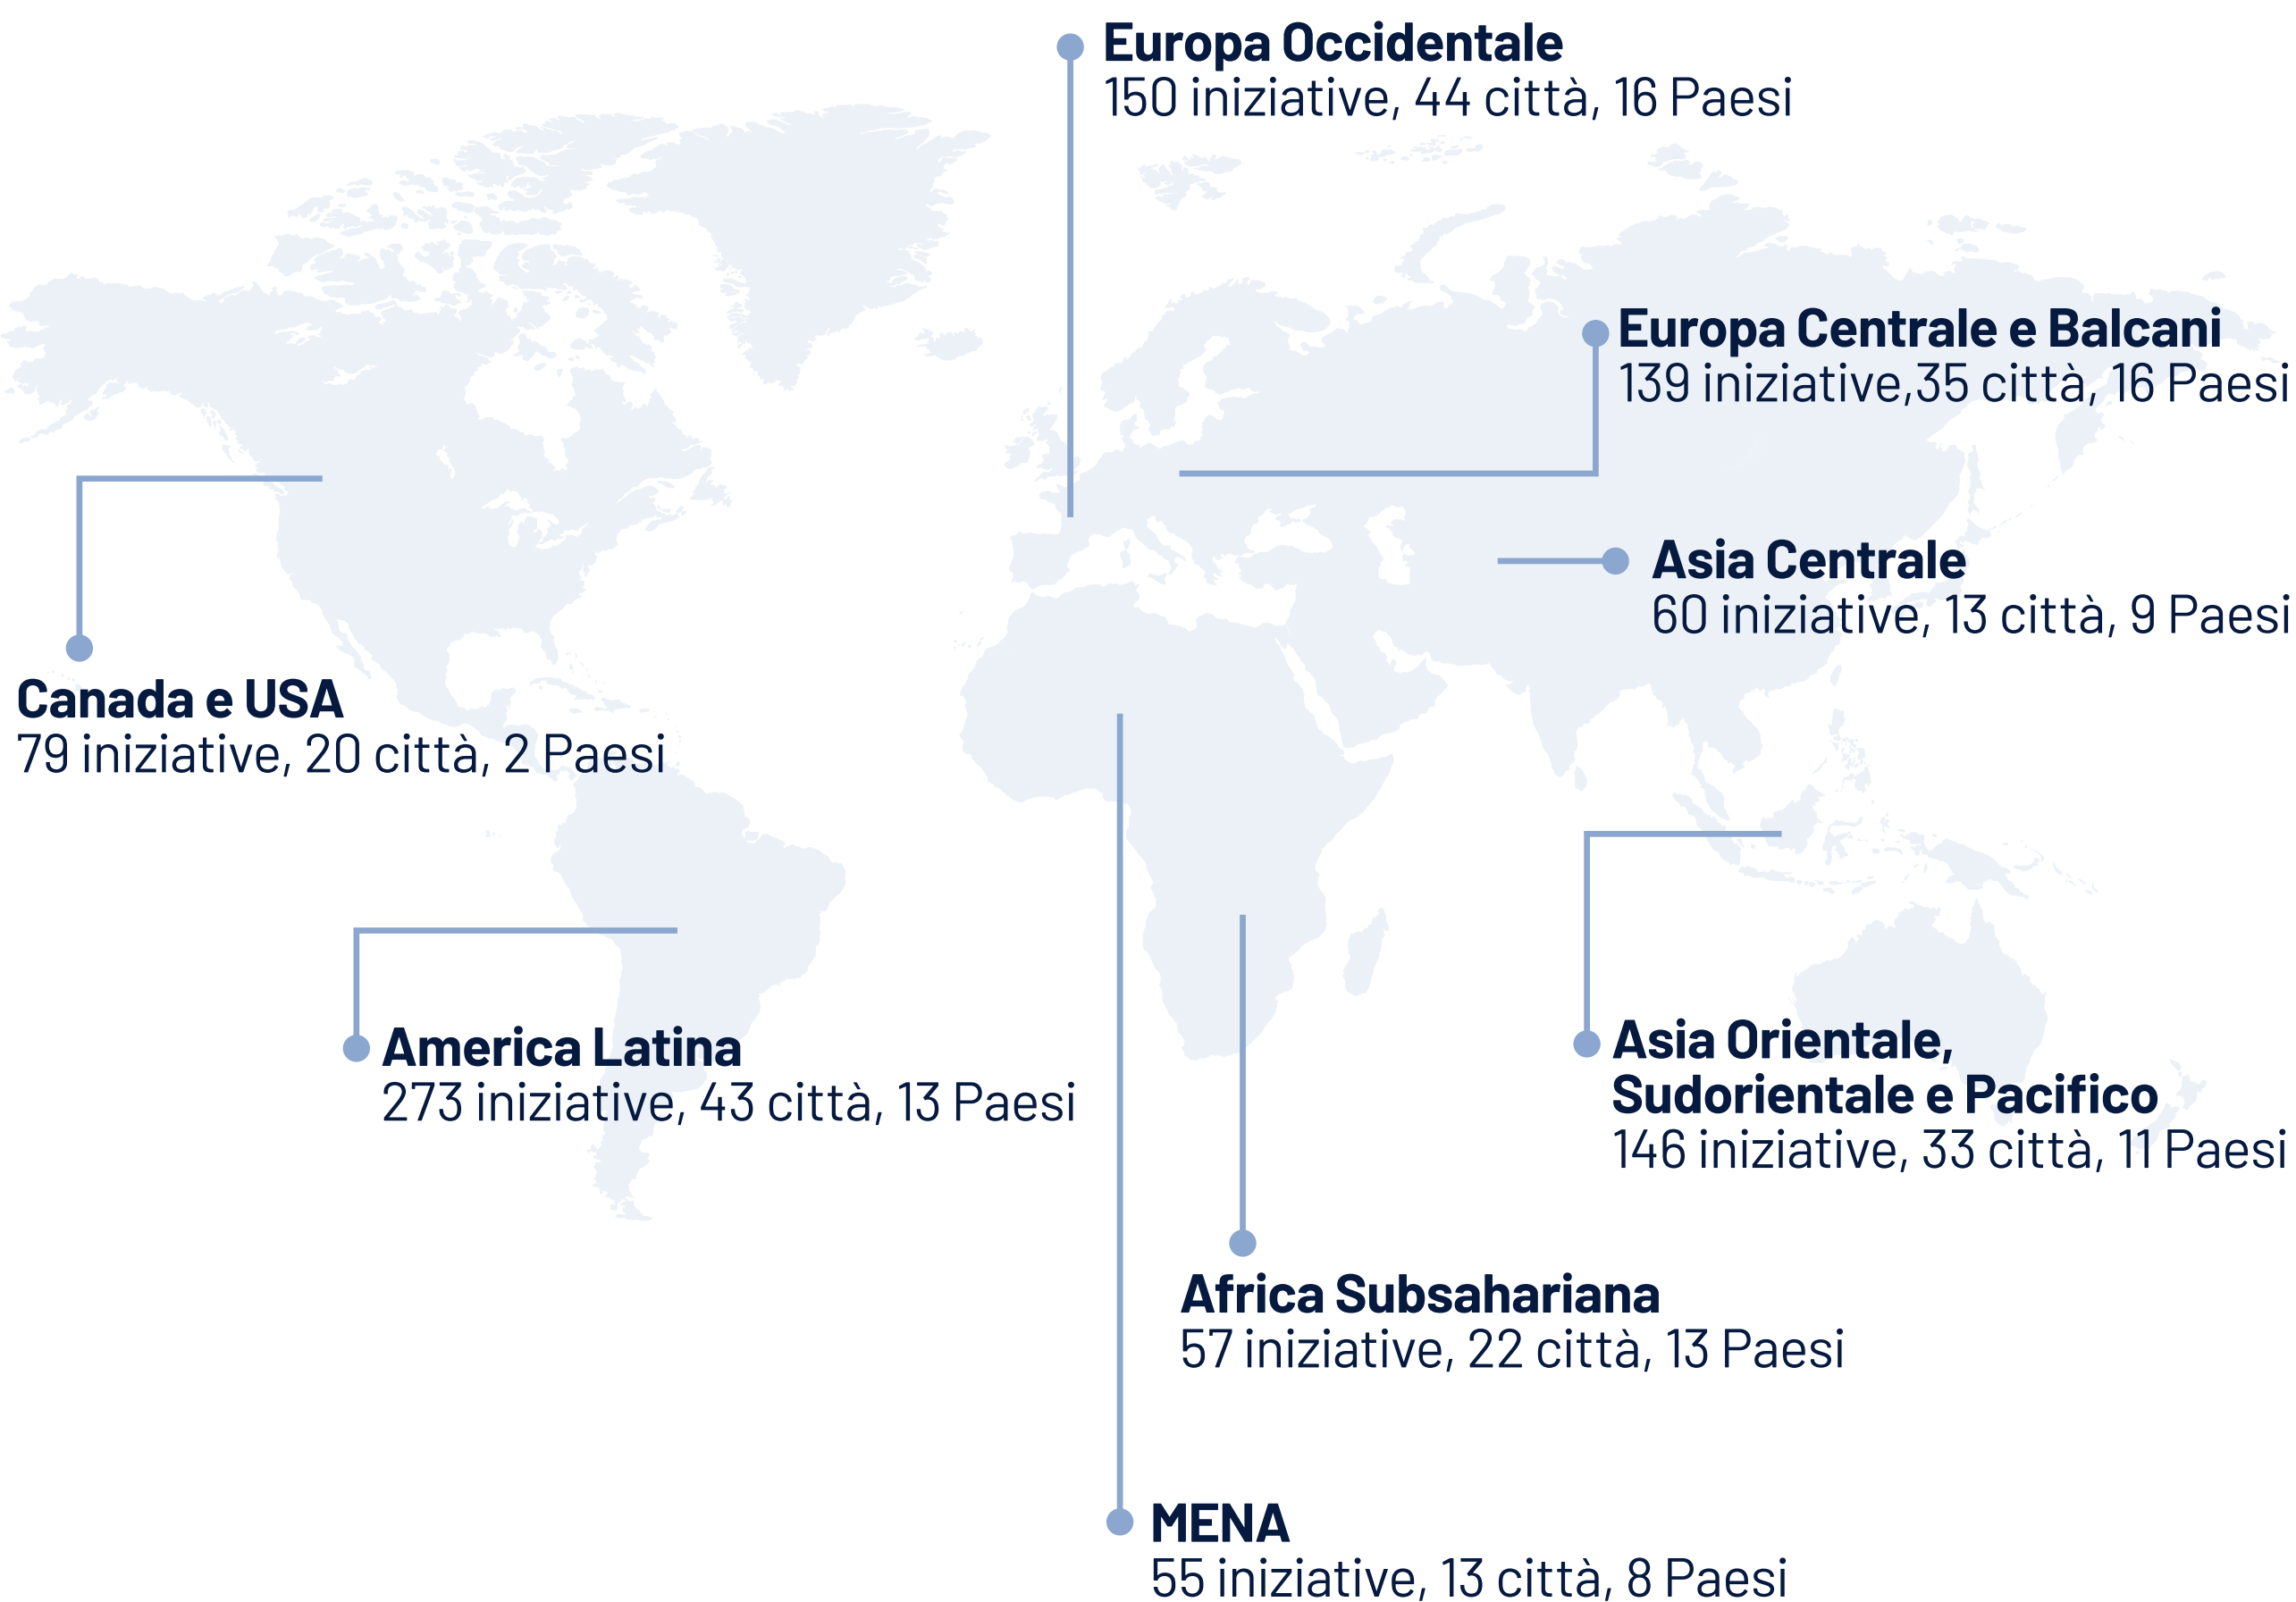 Europa Occidentale
150 iniziative, 44 città, 16 Paesi
Europa Centrale e Balcani
139 iniziative,35 città, 16 Paesi
Asia Centrale
60 iniziative, 13 città, 9 Paesi
Canada e USA
79 iniziative, 20 città, 2 Paesi
America Latina
273 iniziative, 43 città, 13 Paesi
Asia Orientale,
Sudorientale e Pacifico
146 iniziative, 33 città, 11 Paesi
Africa Subsahariana
57 iniziative, 22 città, 13 Paesi
MENA
55 iniziative, 13 città, 8 Paesi